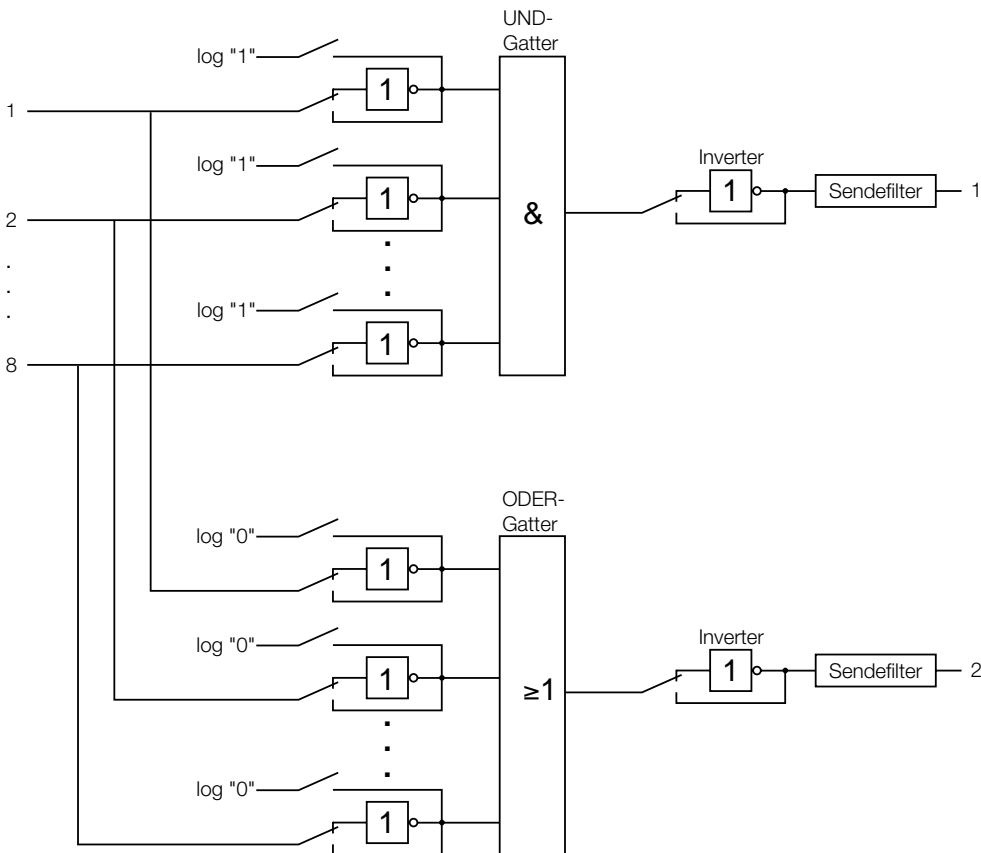 UND-
Gatter
log "1"
1
1
log "1"
1
2
.
.
.
&
Inverter
1
Sendefilter
1
log "1"
1
8
ODER-
Gatter
log "0"
1
log "0"
1
≥1
Inverter
1
Sendefilter
2
log "0"
1